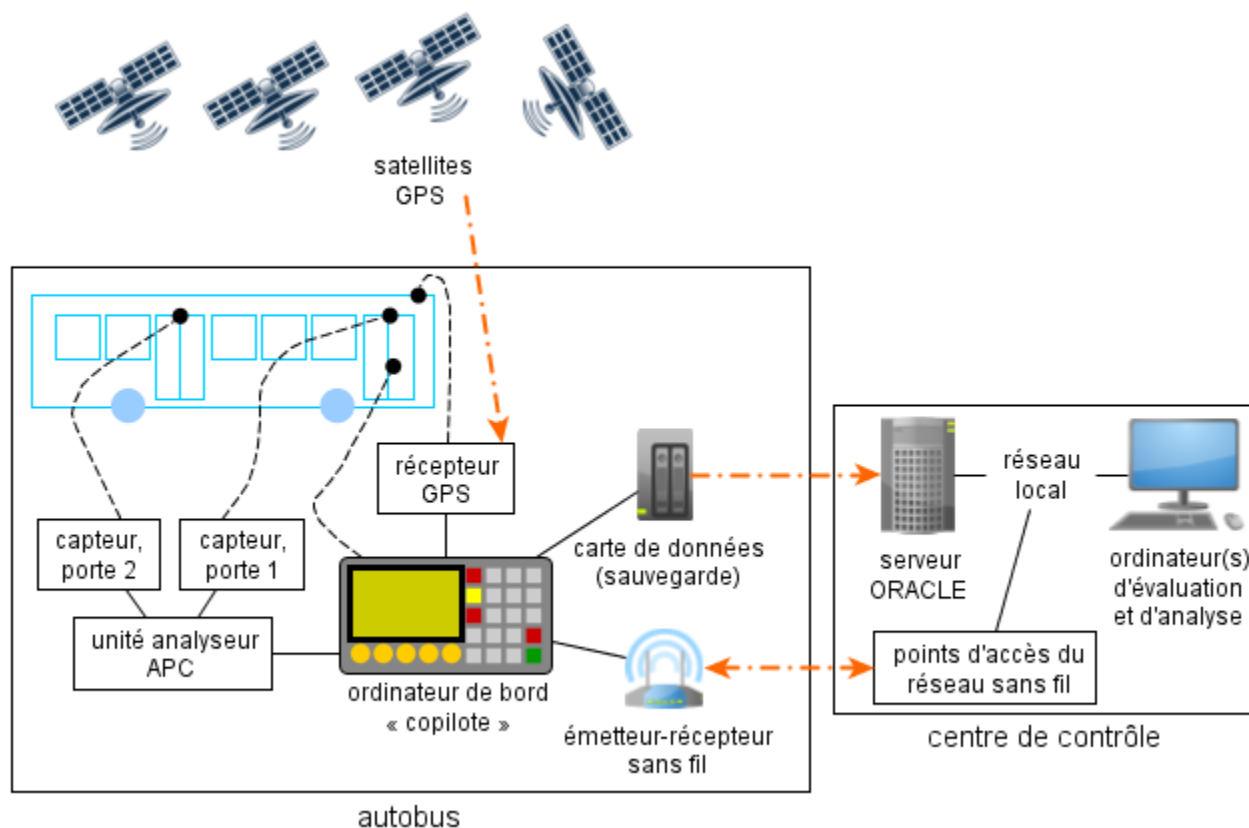 satellites
GPS
récepteur
GPS
capteur,
porte 2
capteur,
porte 1
unité analyseur
APC
ordinateur de bord
« copilote »
carte de données
(sauvegarde)
émetteur-récepteur
sans fil
autobus
serveur
ORACLE
réseau
local
ordinateur(s)
d'évaluation
et d'analyse
points d'accès du
réseau sans fil
centre de contrôle